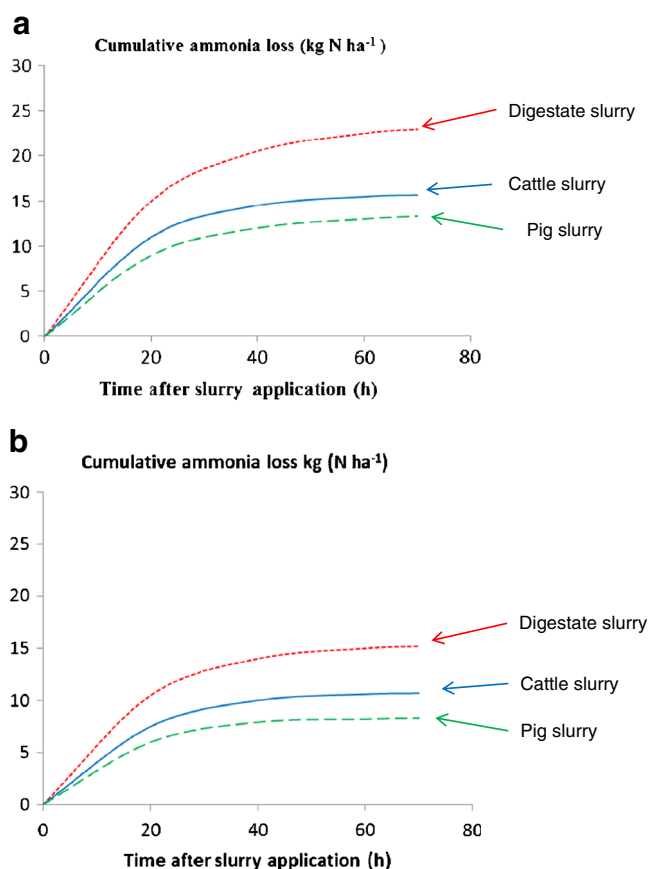 a
Cumulative ammonia loss (kg N ha⁻¹ )
30
25
20
15
10
5
0
0 20 40 60 80
Time after slurry application (h)
Digestate slurry
Cattle slurry
Pig slurry
b
Cumulative ammonia loss kg (N ha⁻¹)
30
25
20
15
10
5
0
0 20 40 60 80
Time after slurry application (h)
Digestate slurry
Cattle slurry
Pig slurry